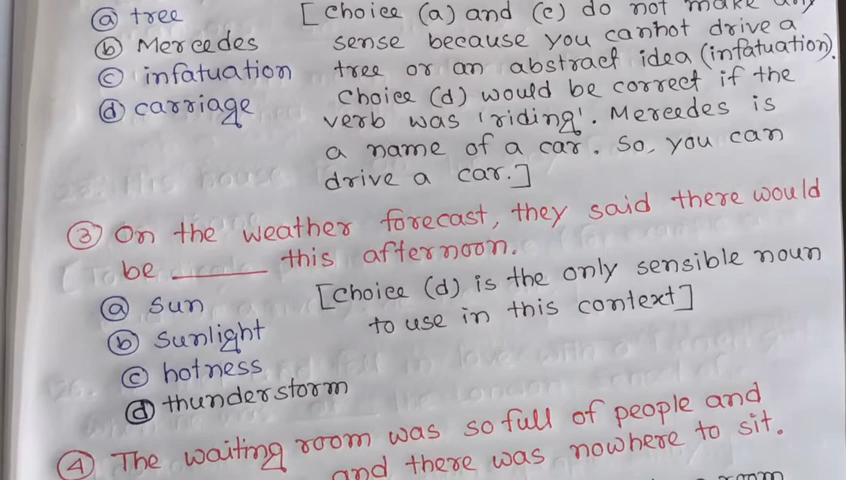 ⓐ tree [choice (a) and (c) do not make any
ⓑ Mercedes sense because you cannot drive a
ⓒ infatuation tree or an abstract idea (infatuation).
ⓓ carriage choice (d) would be correct if the
verb was 'riding'. Mercedes is
a name of a car. So, you can
drive a car.]
③ On the weather forecast, they said there would
be ______ this afternoon.
ⓐ sun [choice (d) is the only sensible noun
ⓑ sunlight to use in this context]
ⓒ hotness
ⓓ thunderstorm
④ The waiting room was so full of people and
and there was nowhere to sit.